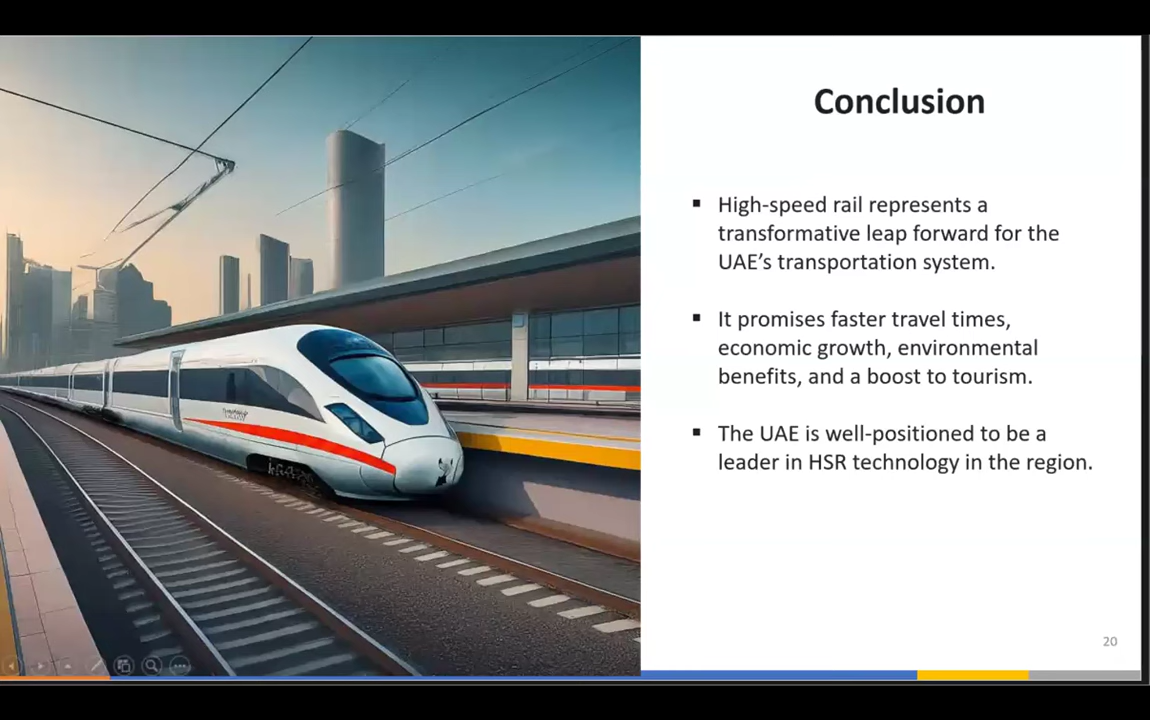 Conclusion
▪ High-speed rail represents a
transformative leap forward for the
UAE’s transportation system.
▪ It promises faster travel times,
economic growth, environmental
benefits, and a boost to tourism.
▪ The UAE is well-positioned to be a
leader in HSR technology in the region.
20